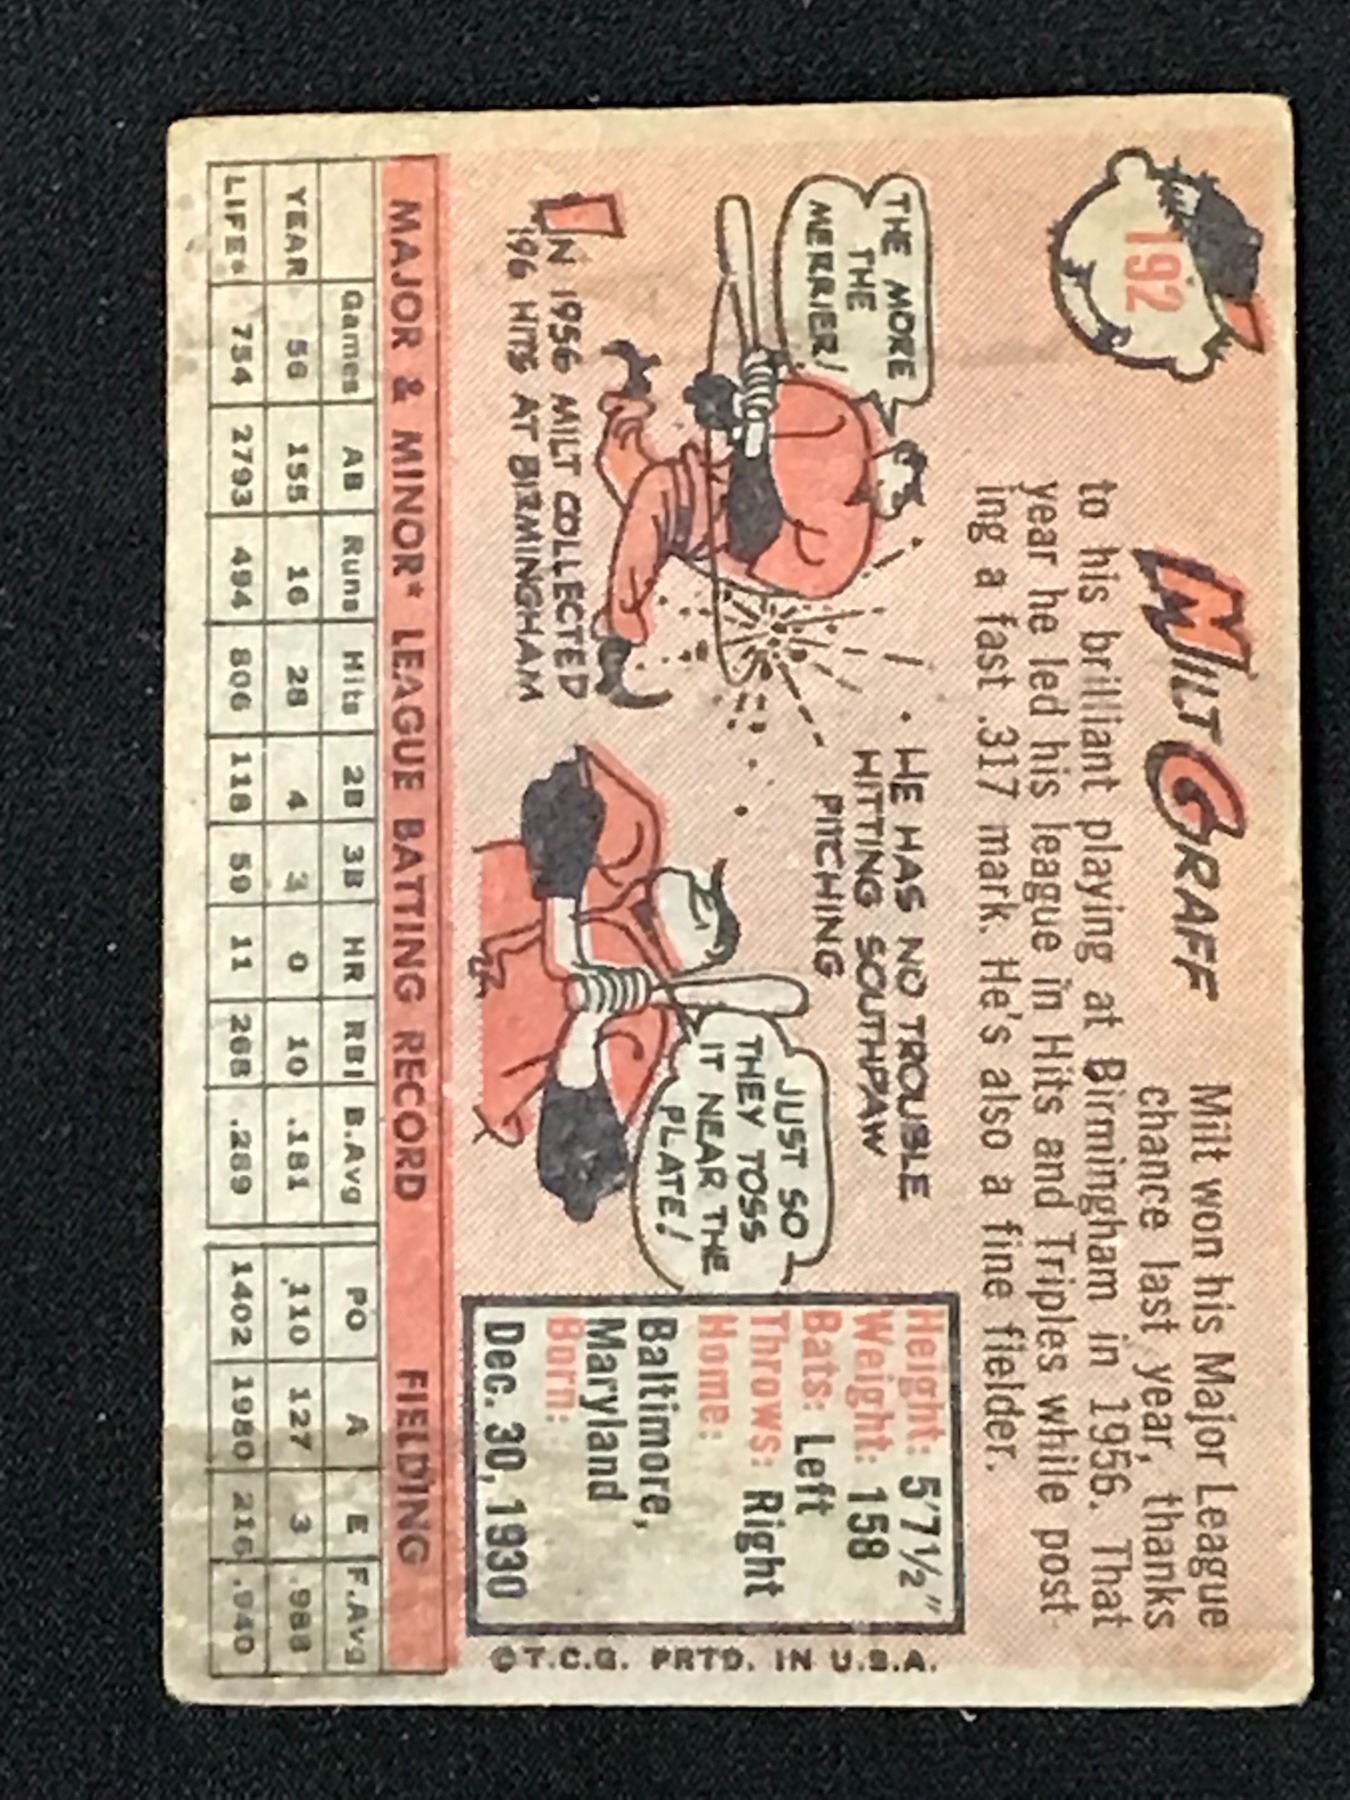 192
MILT GRAFF
Milt won his Major League
chance last year, thanks
to his brilliant playing at Birmingham in 1956. That
year he led his league in Hits and Triples while post-
ing a fast .317 mark. He's also a fine fielder.
THE MORE
THE
MERRIER!
IN 1956 MILT COLLECTED
196 HITS AT BIRMINGHAM
HE HAS NO TROUBLE
HITTING SOUTHPAW
PITCHING
JUST SO
THEY TOSS
IT NEAR THE
PLATE!
Height: 5'7½"
Weight: 158
Bats: Left
Throws: Right
Home:
Baltimore,
Maryland
Born:
Dec. 30, 1930
©T.C.G. PRTD. IN U.S.A.
MAJOR & MINOR* LEAGUE BATTING RECORD FIELDING
Games AB Runs Hits 2B 3B HR RBI B.Avg PO A E F.Avg
YEAR 56 155 16 28 4 3 0 10 .181 110 127 3 .988
LIFE* 754 2793 494 806 118 59 11 268 .289 1402 1980 216 .940